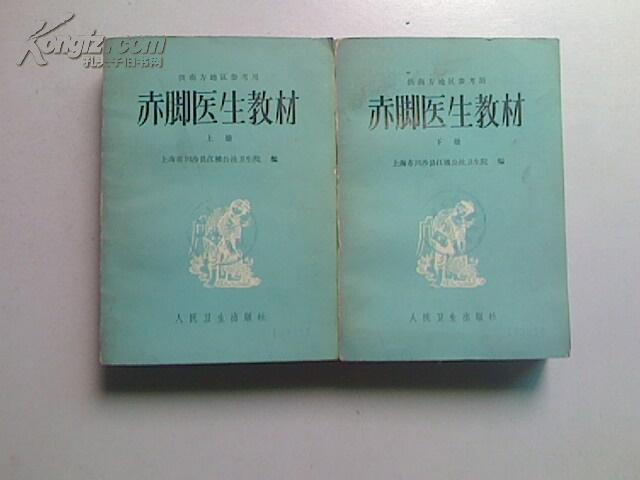 Kongfz.com
孔夫子旧书网
供南方地区参考用
赤脚医生教材
上册
上海市川沙县江镇公社卫生院 编
人民卫生出版社
供南方地区参考用
赤脚医生教材
下册
上海市川沙县江镇公社卫生院 编
人民卫生出版社